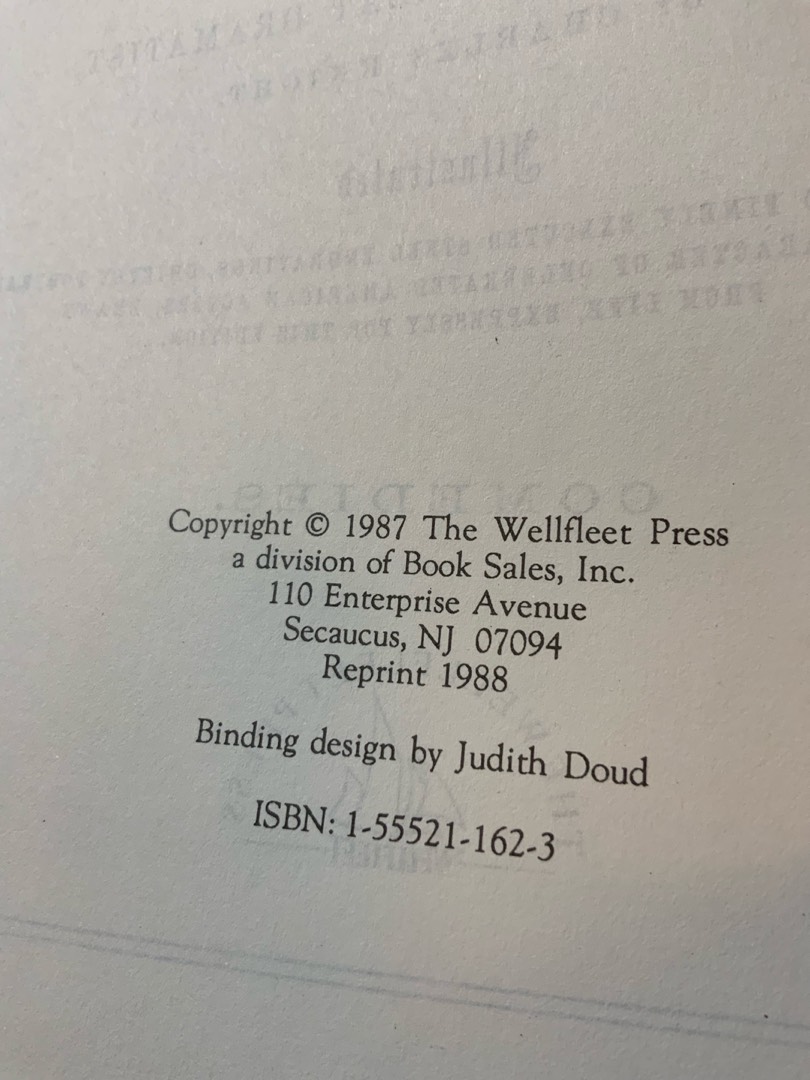 Copyright © 1987 The Wellfleet Press
a division of Book Sales, Inc.
110 Enterprise Avenue
Secaucus, NJ 07094
Reprint 1988
Binding design by Judith Doud
ISBN: 1-55521-162-3